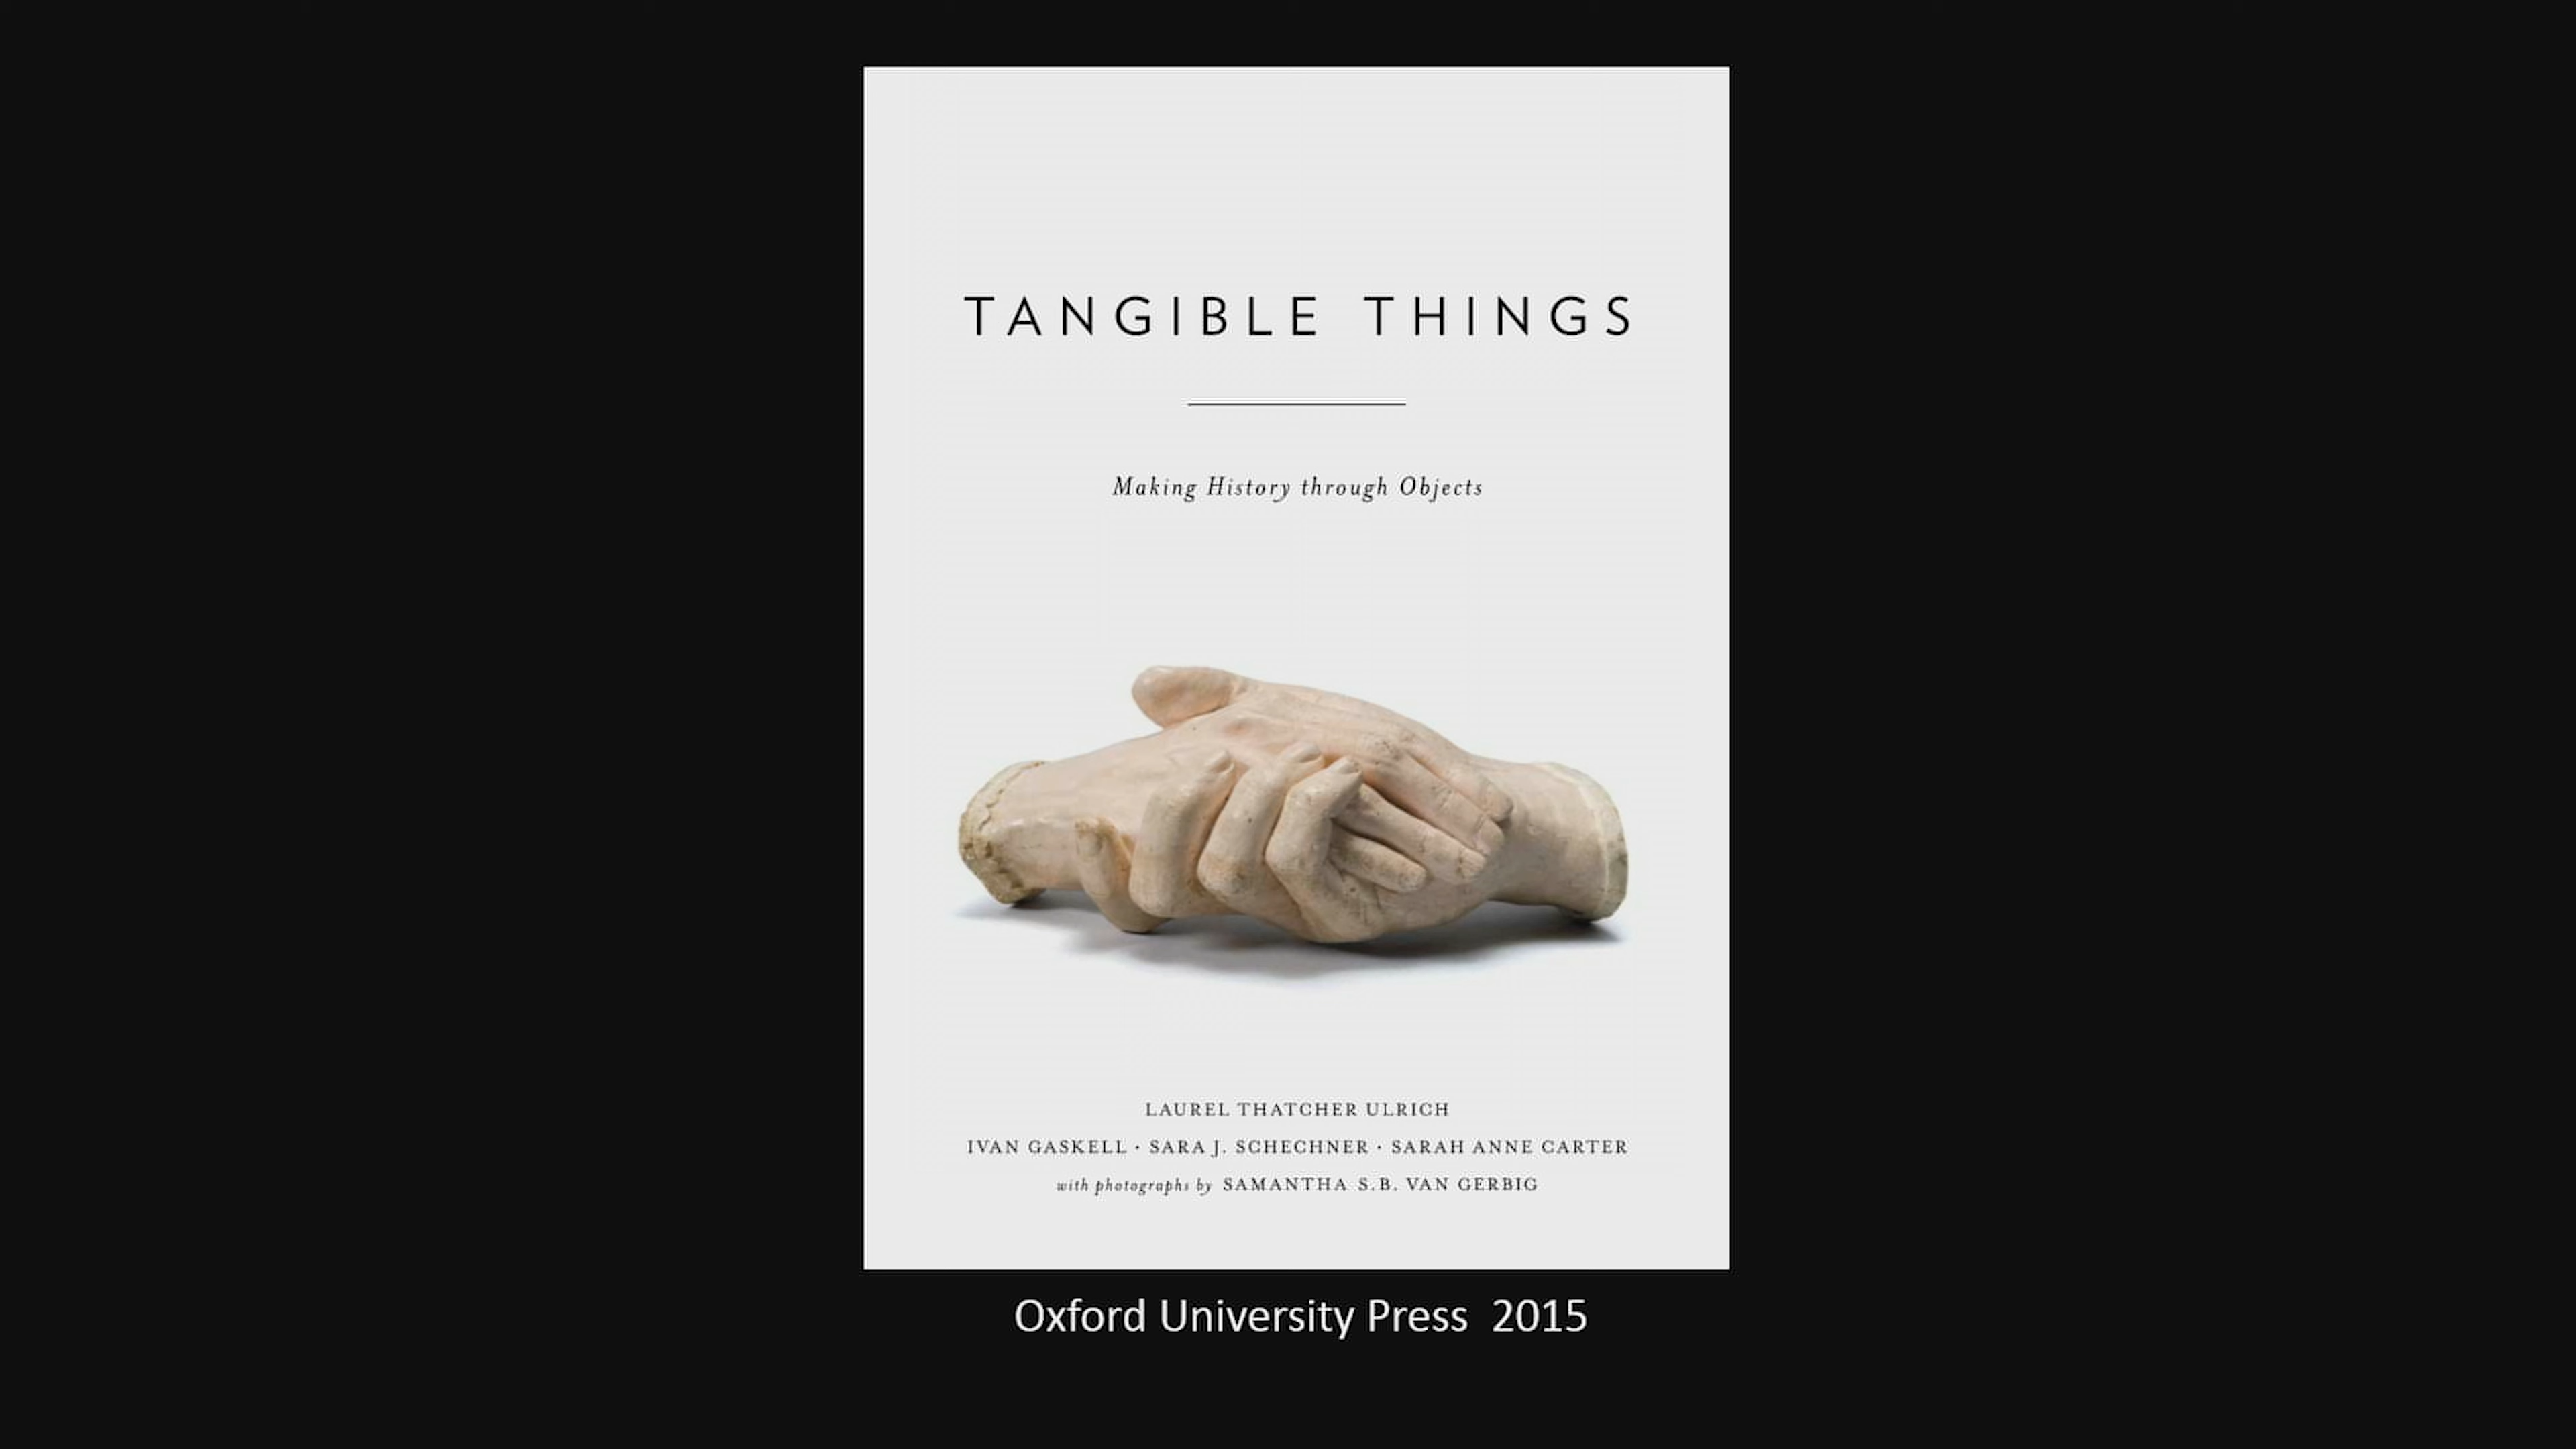 TANGIBLE THINGS
Making History through Objects
LAUREL THATCHER ULRICH
IVAN GASKELL · SARA J. SCHECHNER · SARAH ANNE CARTER
with photographs by SAMANTHA S.B. VAN GERBIG
Oxford University Press 2015